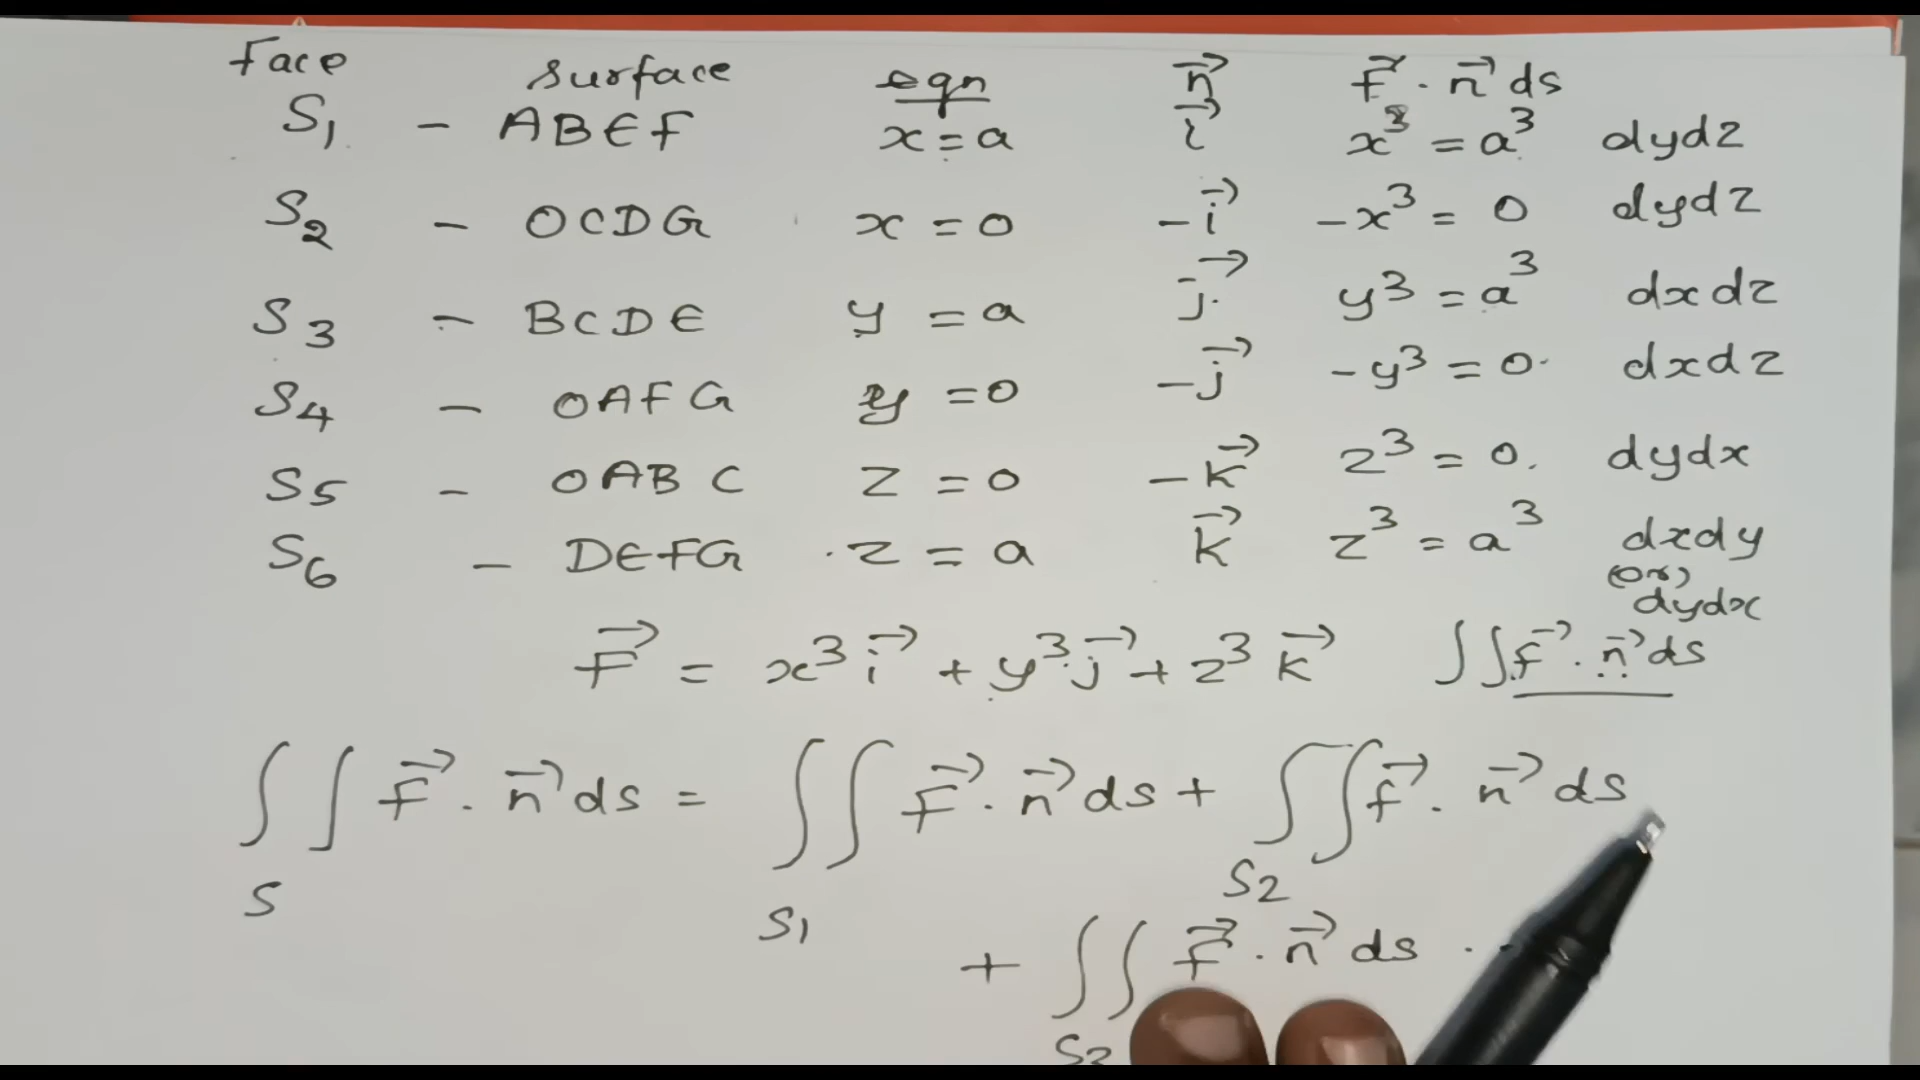 Face surface eqn n⃗ F⃗ . n⃗ ds
S1 - ABEF x = a i⃗ x³ = a³ dydz
S2 - OCDG x = 0 -i⃗ -x³ = 0 dydz
S3 - BCDE y = a j⃗ y³ = a³ dxdz
S4 - OAFG y = 0 -j⃗ -y³ = 0 dxdz
S5 - OABC z = 0 -k⃗ z³ = 0. dydx
S6 - DEFG z = a k⃗ z³ = a³ dxdy
(or)
dydx
F⃗ = x³ i⃗ + y³ j⃗ + z³ k⃗ ∫∫ f⃗ . n⃗ ds
∫∫ F⃗ . n⃗ ds = ∫∫ F⃗ . n⃗ ds + ∫∫ f⃗ . n⃗ ds
S S1 S2
+ ∫∫ F⃗ . n⃗ ds
S3